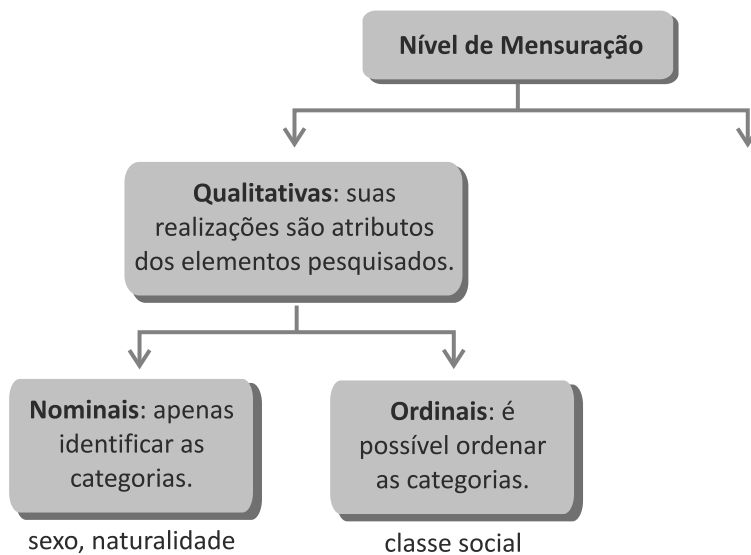 Nível de Mensuração
Qualitativas: suas
realizações são atributos
dos elementos pesquisados.
Nominais: apenas
identificar as
categorias.
sexo, naturalidade
Ordinais: é
possível ordenar
as categorias.
classe social